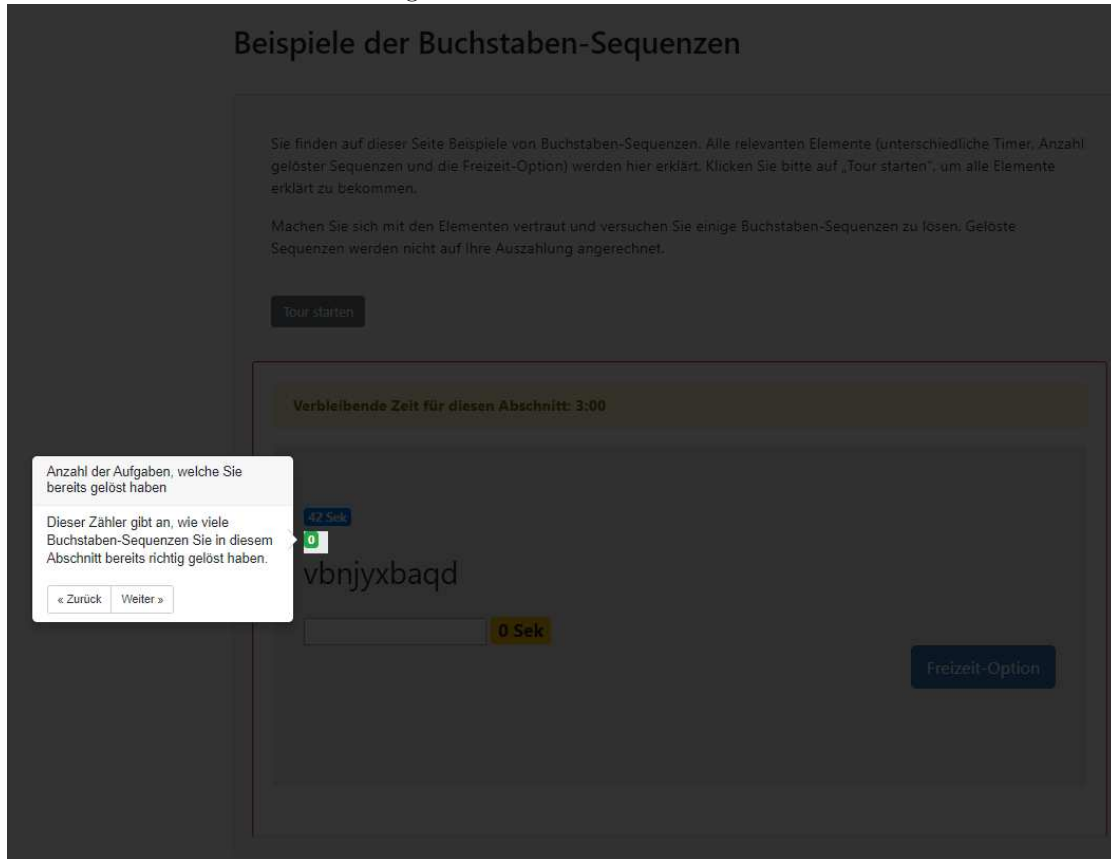 Beispiele der Buchstaben-Sequenzen
Sie finden auf dieser Seite Beispiele von Buchstaben-Sequenzen. Alle relevanten Elemente (unterschiedliche Timer, Anzahl
gelöster Sequenzen und die Freizeit-Option) werden hier erklärt. Klicken Sie bitte auf „Tour starten“, um alle Elemente
erklärt zu bekommen.
Machen Sie sich mit den Elementen vertraut und versuchen Sie einige Buchstaben-Sequenzen zu lösen. Gelöste
Sequenzen werden nicht auf Ihre Auszahlung angerechnet.
Tour starten
Verbleibende Zeit für diesen Abschnitt: 3:00
Anzahl der Aufgaben, welche Sie
bereits gelöst haben
Dieser Zähler gibt an, wie viele
Buchstaben-Sequenzen Sie in diesem
Abschnitt bereits richtig gelöst haben.
« Zurück Weiter »
42 Sek
0
vbnjyxbaqd
0 Sek
Freizeit-Option